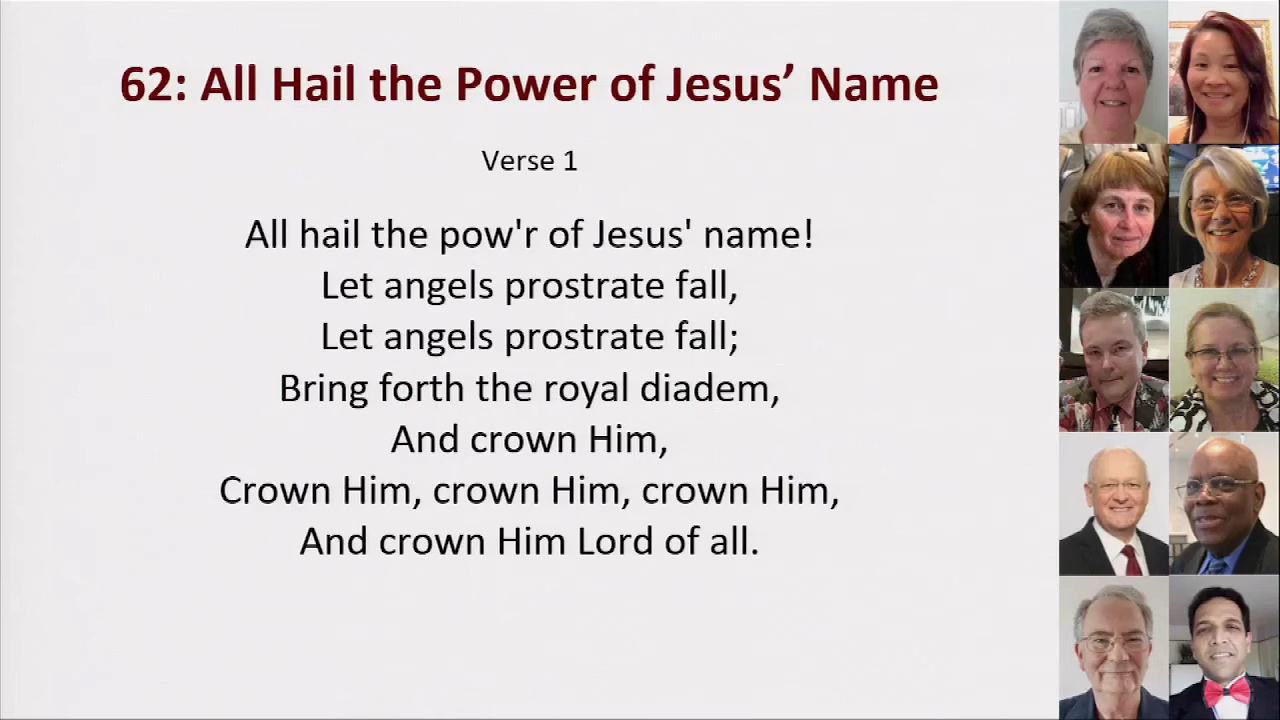 62: All Hail the Power of Jesus’ Name
Verse 1
All hail the pow'r of Jesus' name!
Let angels prostrate fall,
Let angels prostrate fall;
Bring forth the royal diadem,
And crown Him,
Crown Him, crown Him, crown Him,
And crown Him Lord of all.